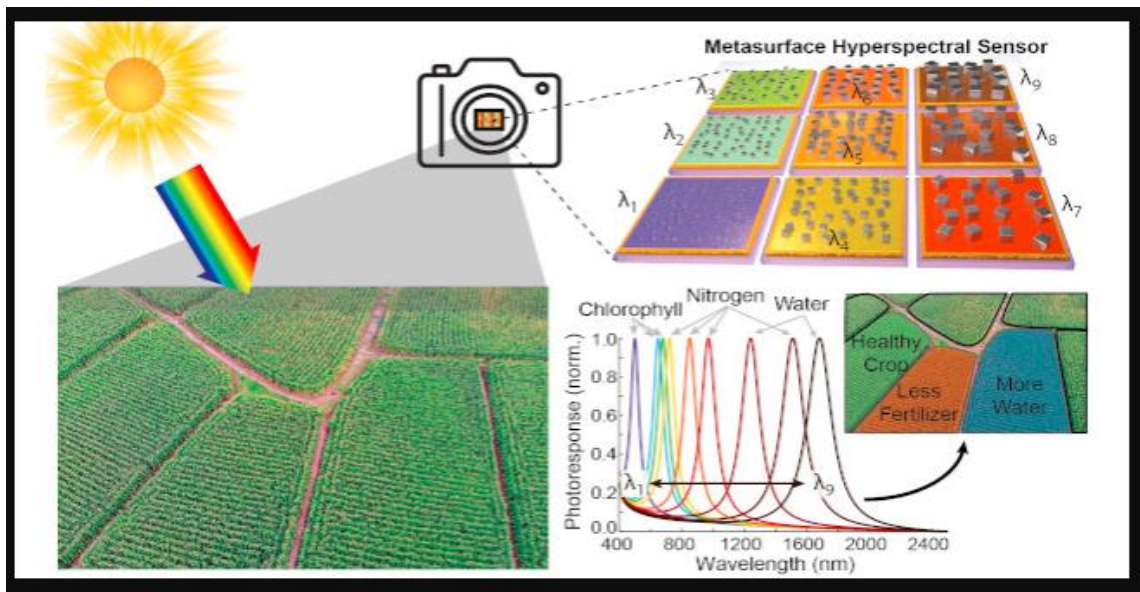 Metasurface Hyperspectral Sensor
λ3
λ6
λ9
λ2
λ5
λ8
λ1
λ4
λ7
Chlorophyll
Nitrogen
Water
Photoresponse (norm.)
1.0
0.8
0.6
0.4
0.2
0.0
λ1
λ9
400 800 1200 1600 2000 2400
Wavelength (nm)
Healthy
Crop
Less
Fertilizer
More
Water